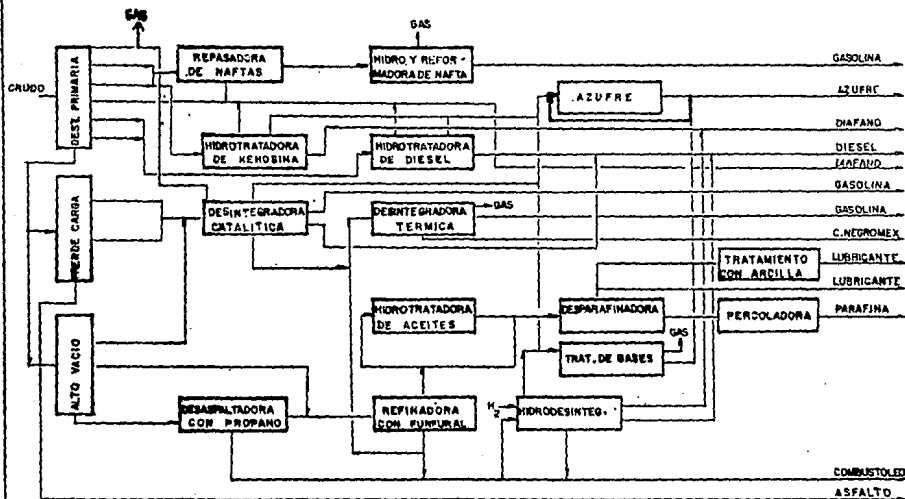 GAS
CRUDO
DEST. PRIMARIA
REPASADORA
DE NAFTAS
GAS
HIDRO. Y REFOR-
MADORA DE NAFTA
GASOLINA
AZUFRE
AZUFRE
HIDROTRATADORA
DE KEROSINA
HIDROTRATADORA
DE DIESEL
DIAFANO
DIESEL
DIAFANO
PIERDE CARGA
DESINTEGRADORA
CATALITICA
DESINTEGRADORA
TERMICA
GAS
GASOLINA
GASOLINA
C.NEGROMEX
TRATAMIENTO
CON ARCILLA
LUBRICANTE
LUBRICANTE
HIDROTRATADORA
DE ACEITES
DESPARAFINADORA
PERCOLADORA
PARAFINA
GAS
TRAT. DE GASES
ALTO VACIO
DESASFALTADORA
CON PROPANO
REFINADORA
CON FURFURAL
H2
HIDRODESINTEG.
COMBUSTOLEO
ASFALTO